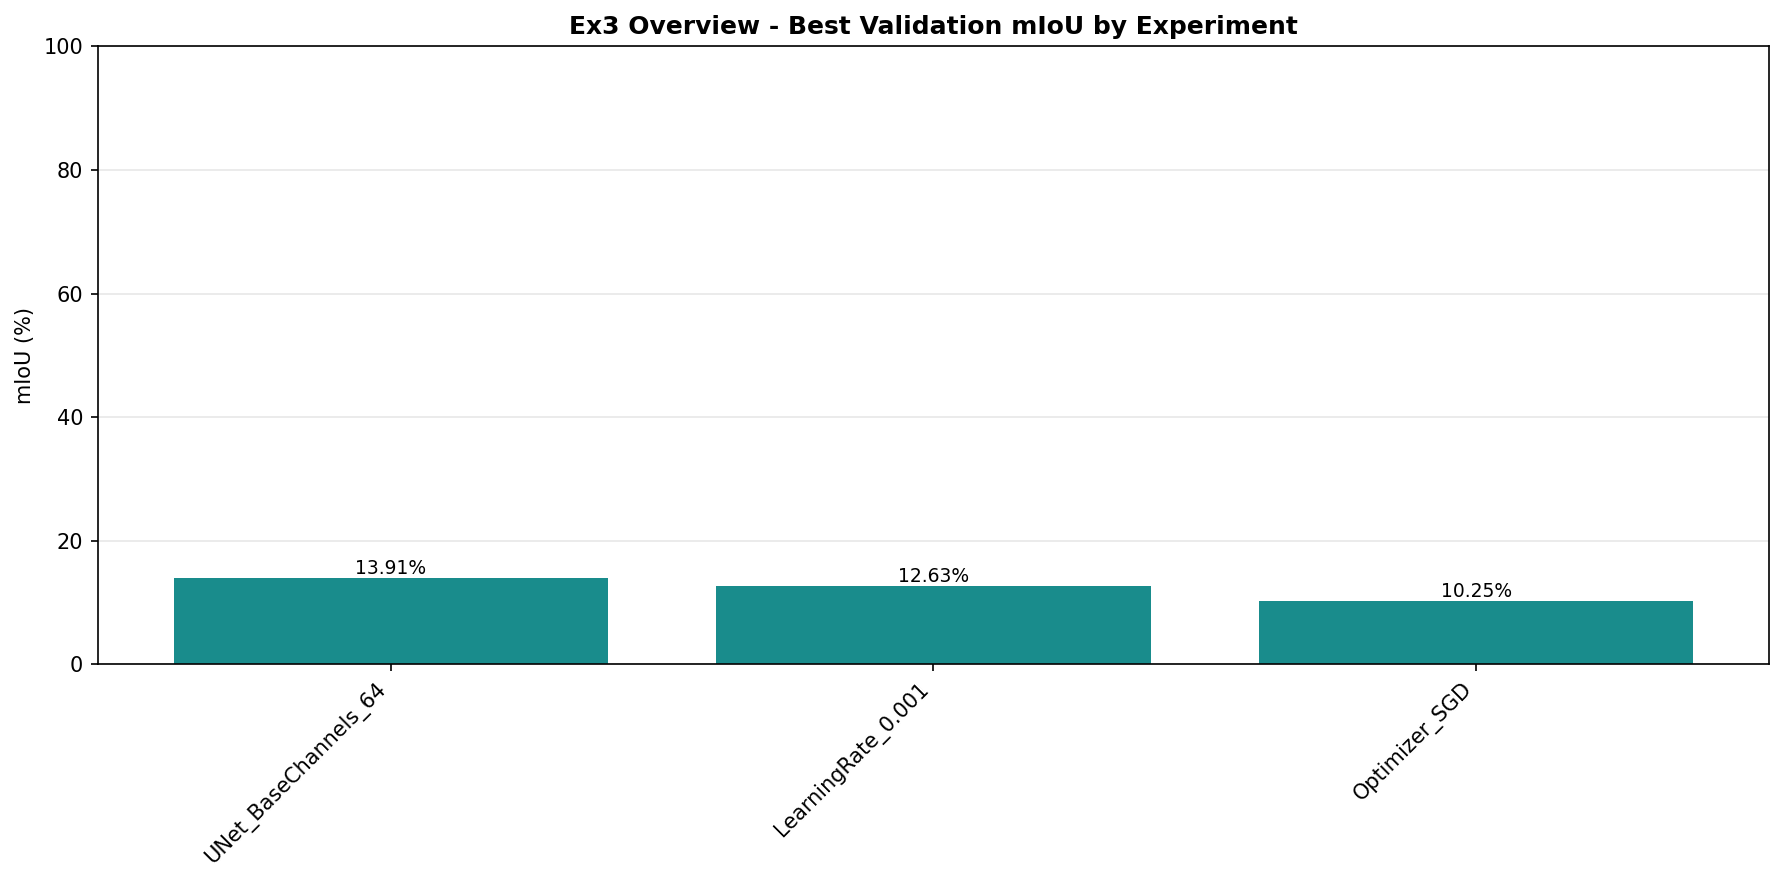 Ex3 Overview - Best Validation mIoU by Experiment
mIoU (%)
100
80
60
40
20
0
13.91%
12.63%
10.25%
UNet_BaseChannels_64
LearningRate_0.001
Optimizer_SGD